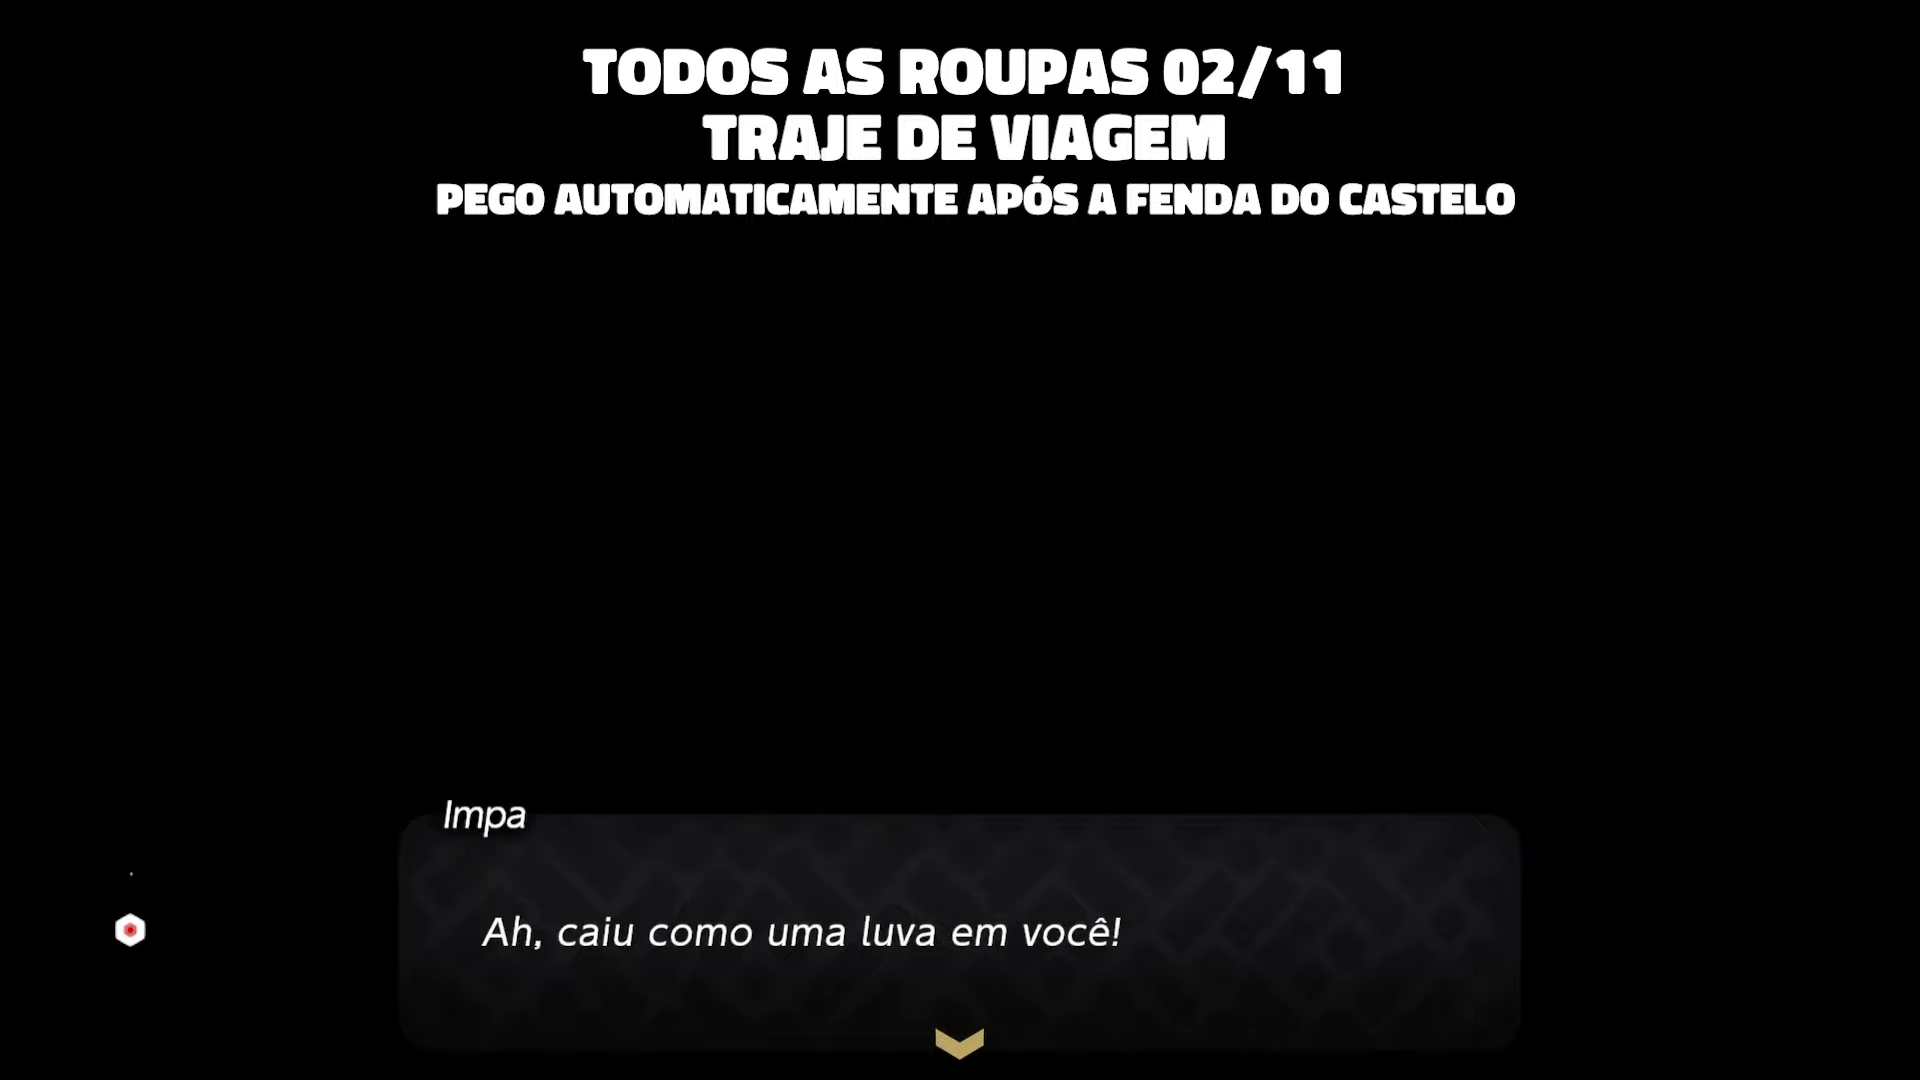 TODOS AS ROUPAS 02/11
TRAJE DE VIAGEM
PEGO AUTOMATICAMENTE APÓS A FENDA DO CASTELO
Impa
Ah, caiu como uma luva em você!